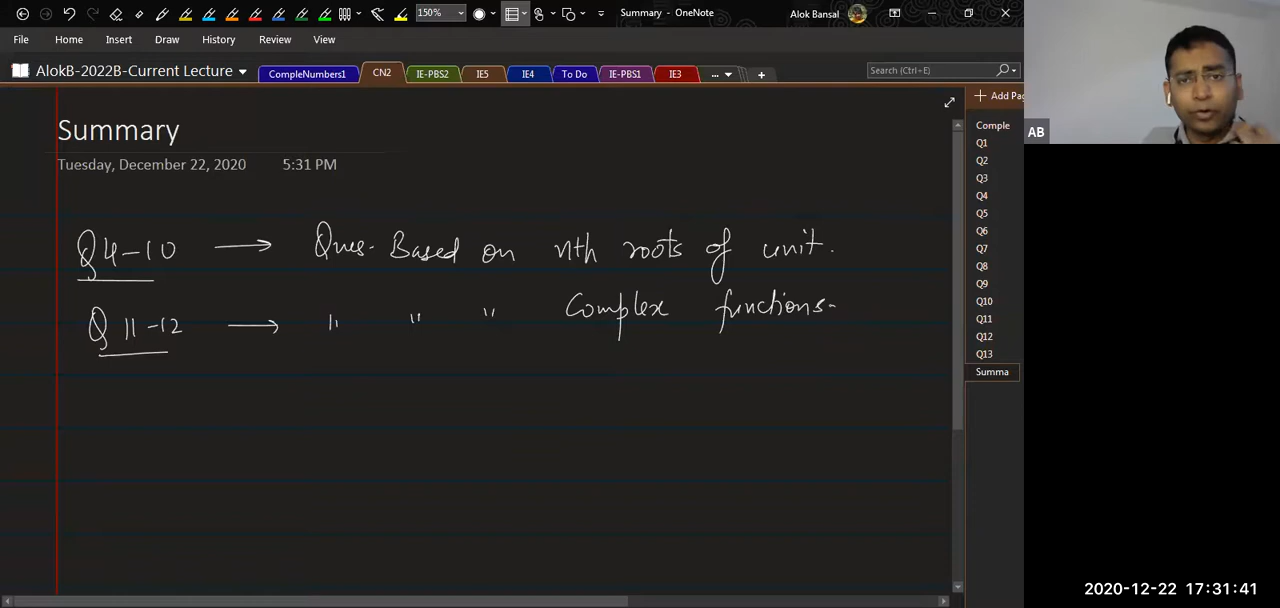 150%
Summary - OneNote
Alok Bansal
File Home Insert Draw History Review View
AlokB-2022B-Current Lecture
CompleNumbers1 CN2 IE-PBS2 IE5 IE4 To Do IE-PBS1 IE3 ...
Search (Ctrl+E)
Add Pag
Summary
Tuesday, December 22, 2020 5:31 PM
Q4-10 → Ques. Based on nth roots of unit.
Q 11-12 → " " " Complex functions-
Comple
Q1
Q2
Q3
Q4
Q5
Q6
Q7
Q8
Q9
Q10
Q11
Q12
Q13
Summa
AB
2020-12-22 17:31:41